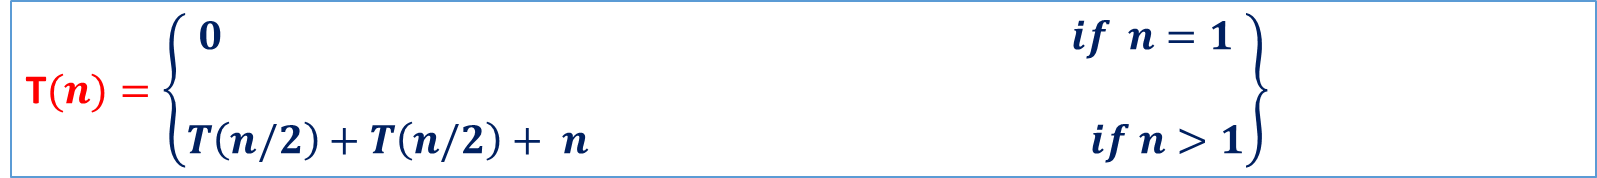 0 if n = 1
T(n) =
T(n/2) + T(n/2) + n if n > 1